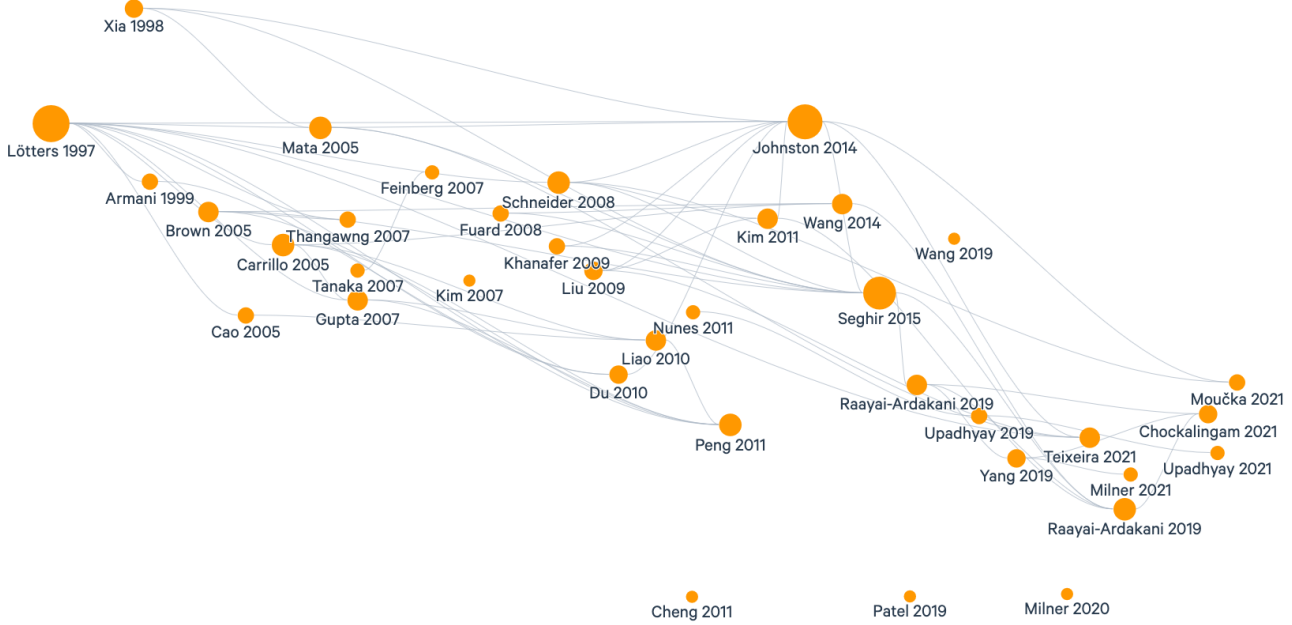 Xia 1998
Lötters 1997
Mata 2005
Johnston 2014
Feinberg 2007
Armani 1999
Schneider 2008
Brown 2005
Thangawng 2007
Fuard 2008
Kim 2011
Wang 2014
Wang 2019
Carrillo 2005
Khanafer 2009
Tanaka 2007
Kim 2007
Liu 2009
Cao 2005
Gupta 2007
Nunes 2011
Seghir 2015
Liao 2010
Du 2010
Raayai-Ardakani 2019
Moučka 2021
Peng 2011
Upadhyay 2019
Chockalingam 2021
Teixeira 2021
Yang 2019
Upadhyay 2021
Milner 2021
Raayai-Ardakani 2019
Cheng 2011
Patel 2019
Milner 2020